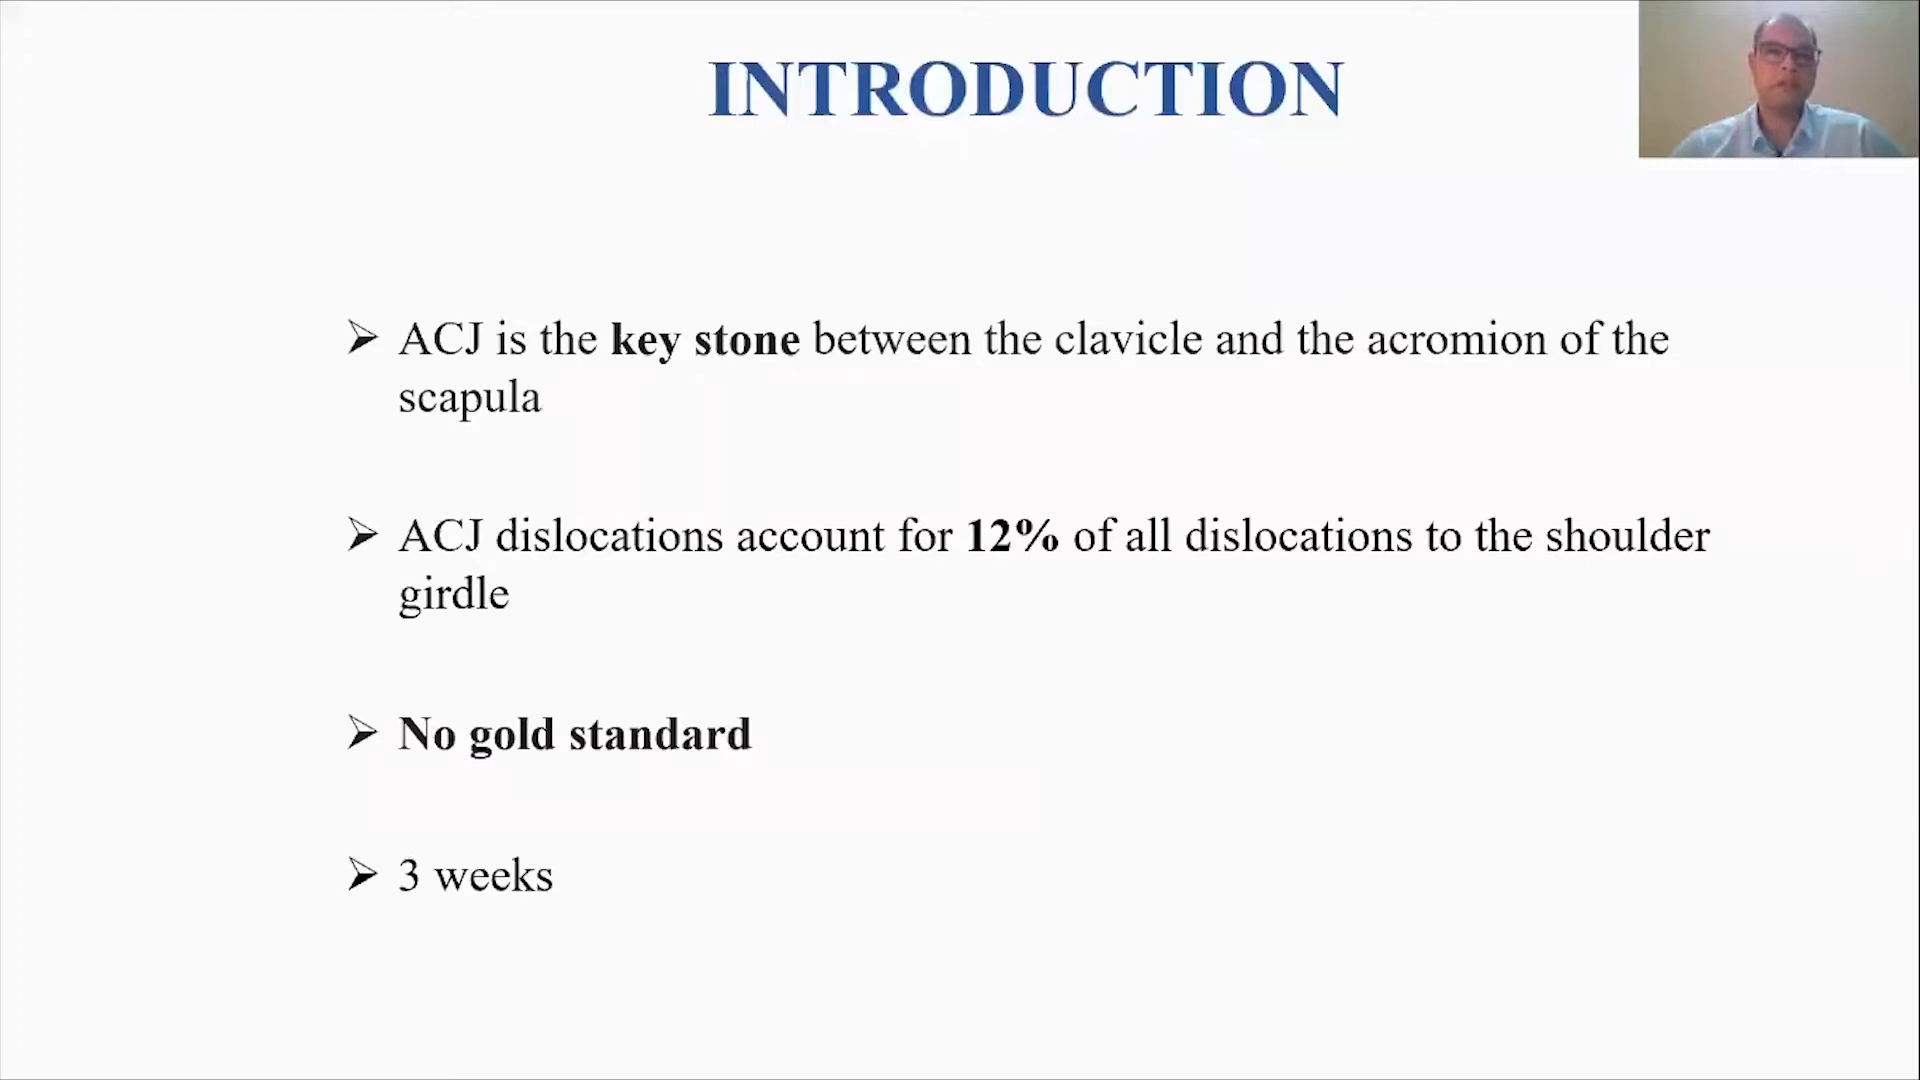 INTRODUCTION
➢ ACJ is the key stone between the clavicle and the acromion of the
scapula
➢ ACJ dislocations account for 12% of all dislocations to the shoulder
girdle
➢ No gold standard
➢ 3 weeks